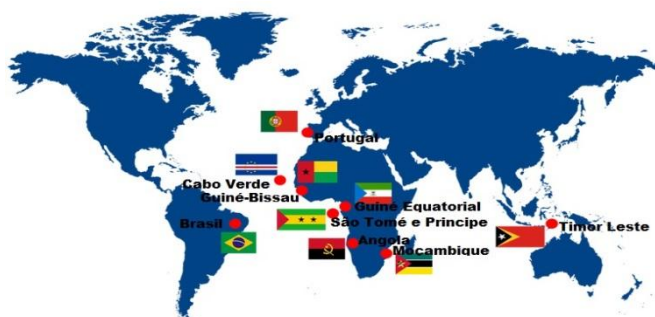 Portugal
Cabo Verde
Guiné-Bissau
Guiné Equatorial
São Tomé e Principe
Brasil
Timor Leste
Angola
Moçambique